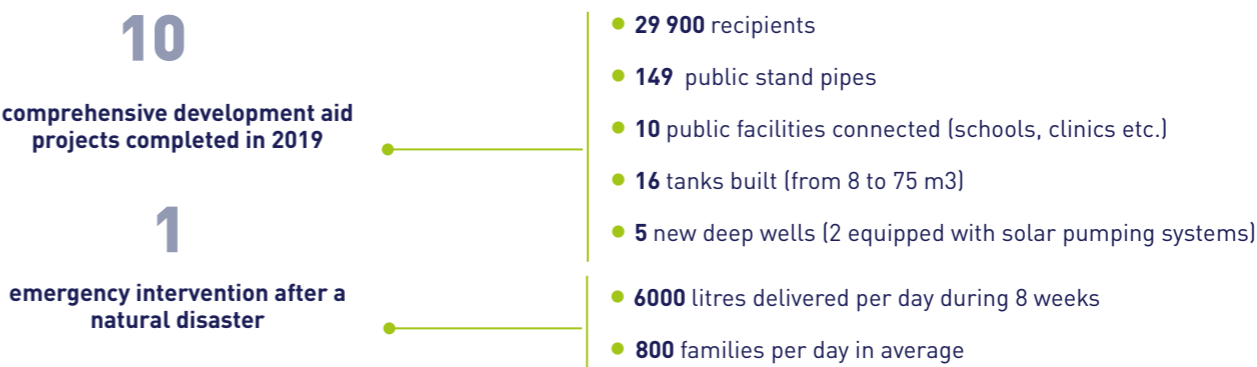 10
comprehensive development aid
projects completed in 2019
29 900 recipients
149 public stand pipes
10 public facilities connected (schools, clinics etc.)
16 tanks built (from 8 to 75 m3)
5 new deep wells (2 equipped with solar pumping systems)
1
emergency intervention after a
natural disaster
6000 litres delivered per day during 8 weeks
800 families per day in average